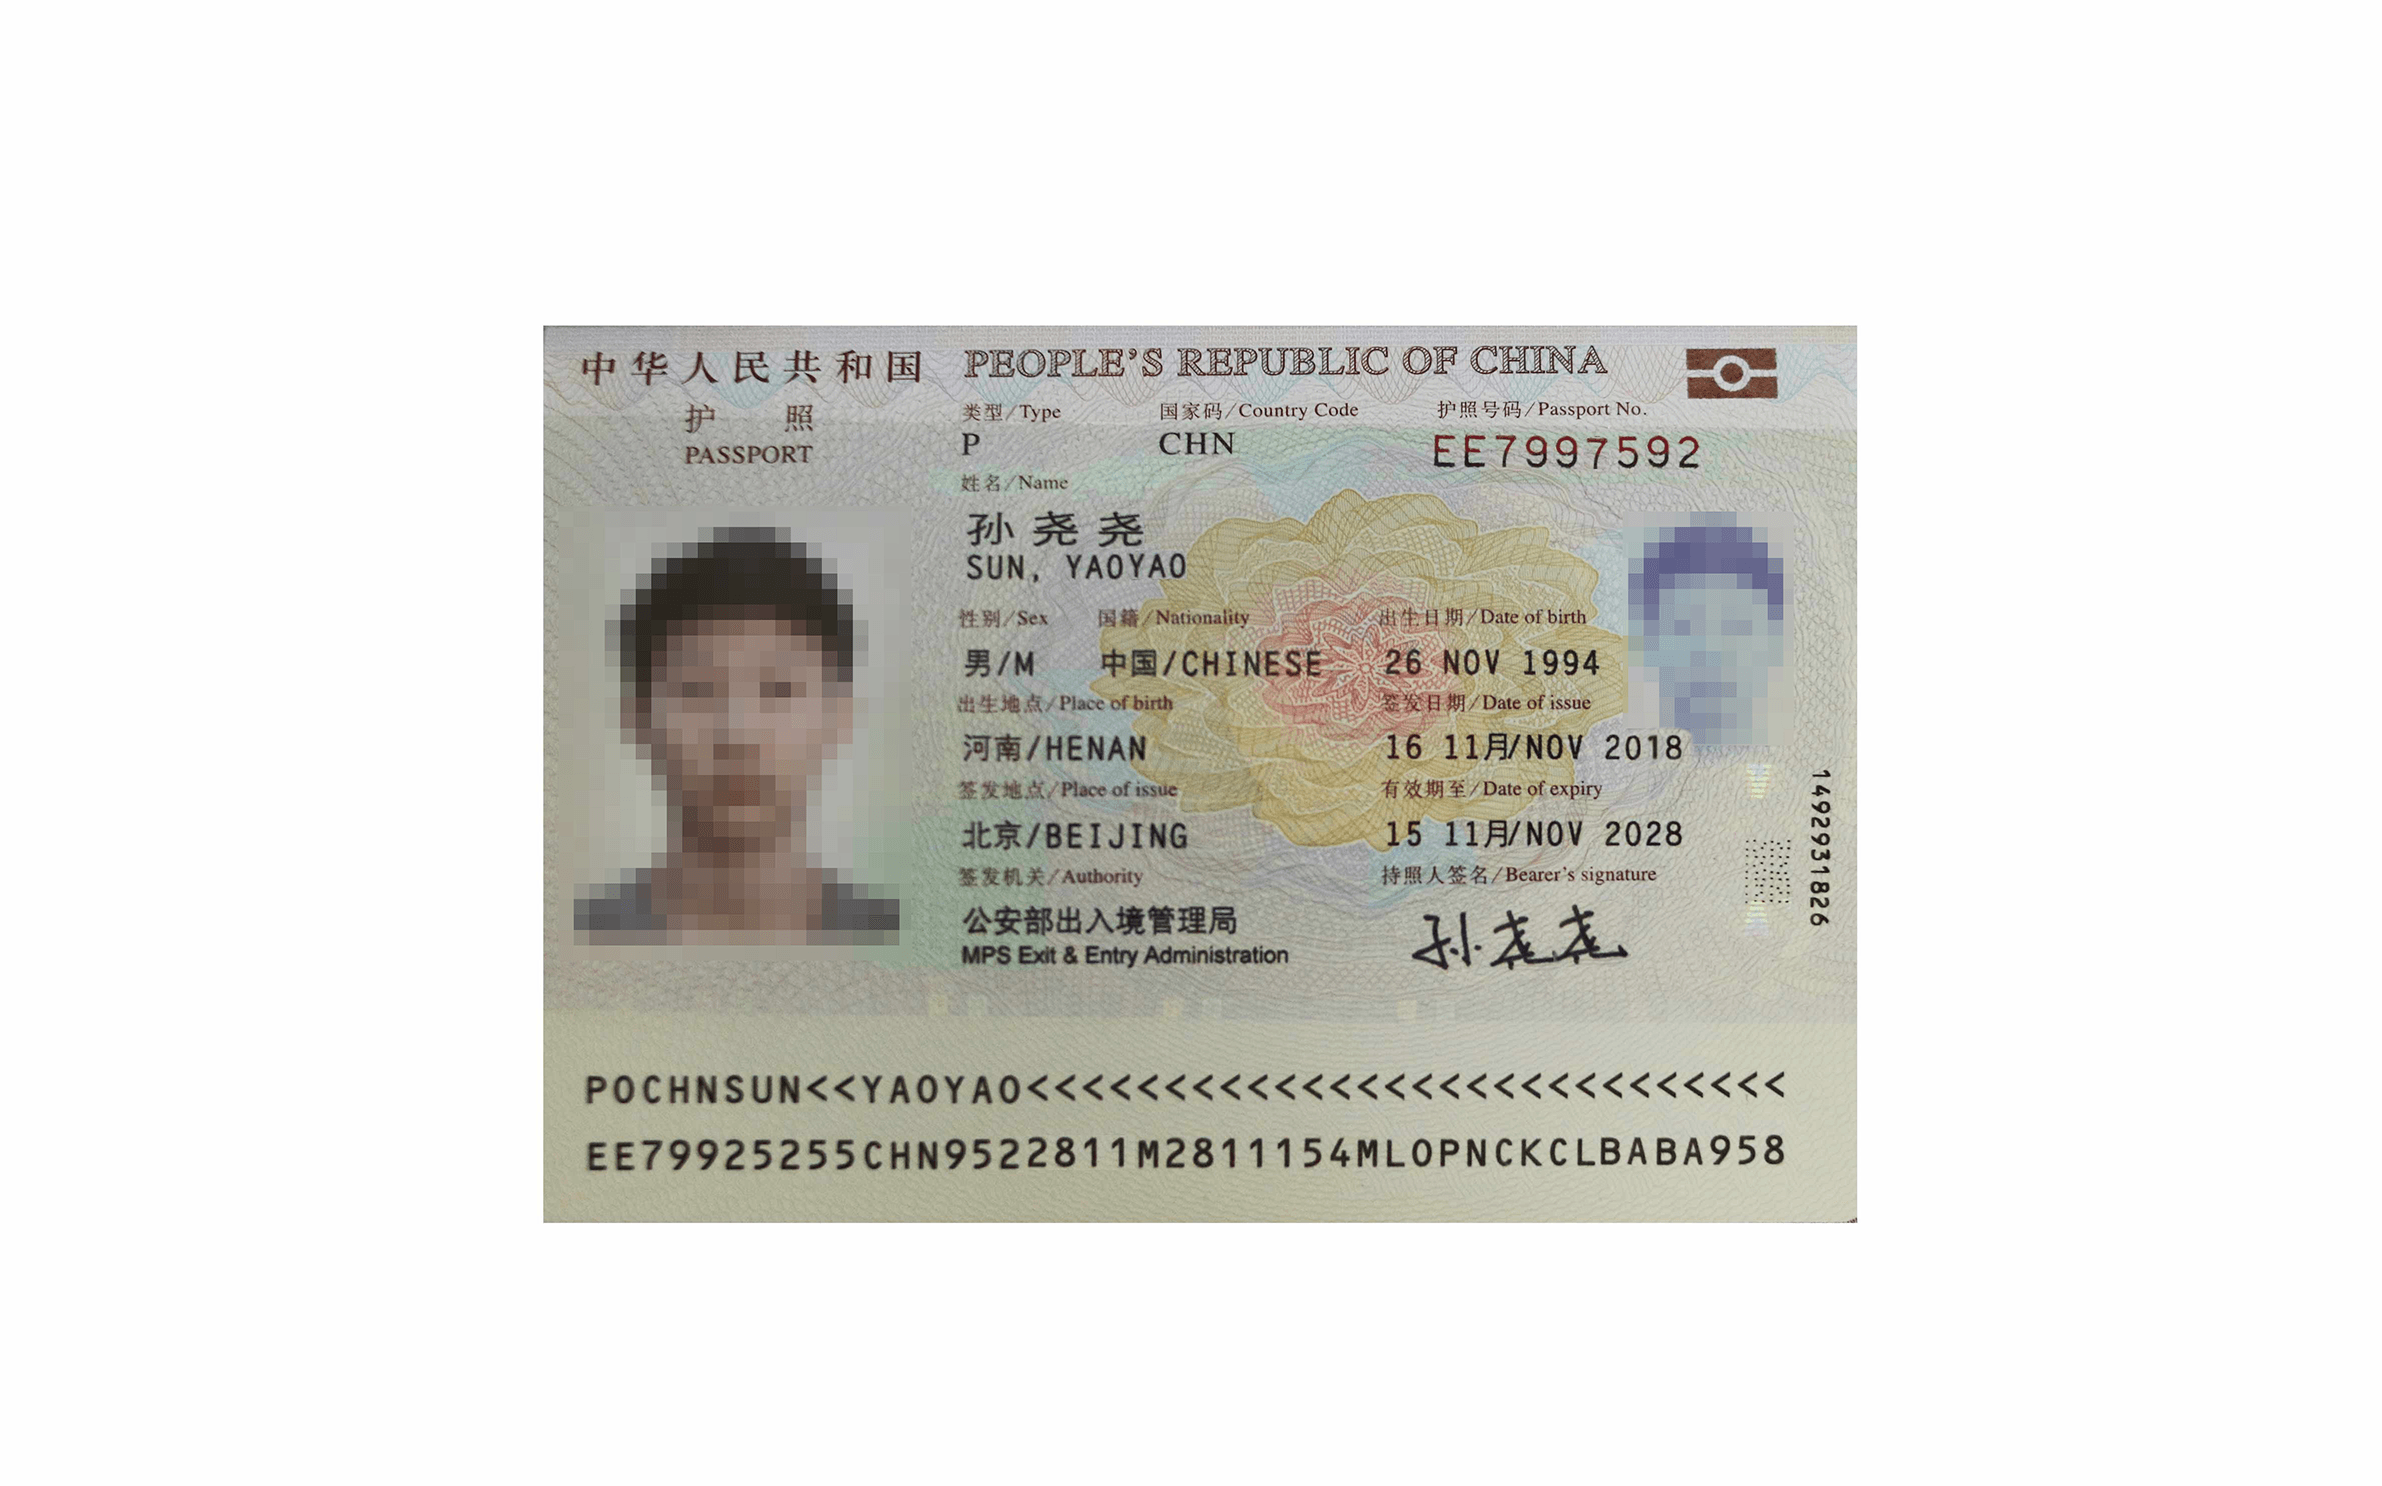 中华人民共和国 PEOPLE'S REPUBLIC OF CHINA
护 照
PASSPORT
类型/Type 国家码/Country Code 护照号码/Passport No.
P CHN EE7997592
姓名/Name
孙尧尧
SUN, YAOYAO
性别/Sex 国籍/Nationality 出生日期/Date of birth
男/M 中国/CHINESE 26 NOV 1994
出生地点/Place of birth 签发日期/Date of issue
河南/HENAN 16 11月/NOV 2018
签发地点/Place of issue 有效期至/Date of expiry
北京/BEIJING 15 11月/NOV 2028
签发机关/Authority 持照人签名/Bearer's signature
公安部出入境管理局 孙尧尧
MPS Exit & Entry Administration
1492931826
POCHNSUN<<YAOYAO<<<<<<<<<<<<<<<<<<<<<<<<<<<<
EE79925255CHN9522811M2811154MLOPNCKCLBABA958